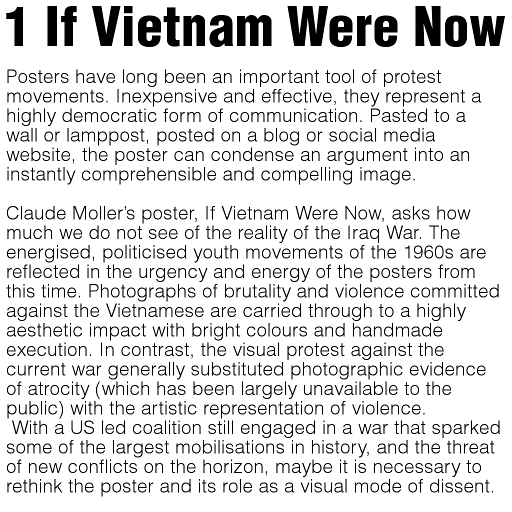 1 If Vietnam Were Now
Posters have long been an important tool of protest
movements. Inexpensive and effective, they represent a
highly democratic form of communication. Pasted to a
wall or lamppost, posted on a blog or social media
website, the poster can condense an argument into an
instantly comprehensible and compelling image.
Claude Moller's poster, If Vietnam Were Now, asks how
much we do not see of the reality of the Iraq War. The
energised, politicised youth movements of the 1960s are
reflected in the urgency and energy of the posters from
this time. Photographs of brutality and violence committed
against the Vietnamese are carried through to a highly
aesthetic impact with bright colours and handmade
execution. In contrast, the visual protest against the
current war generally substituted photographic evidence
of atrocity (which has been largely unavailable to the
public) with the artistic representation of violence.
With a US led coalition still engaged in a war that sparked
some of the largest mobilisations in history, and the threat
of new conflicts on the horizon, maybe it is necessary to
rethink the poster and its role as a visual mode of dissent.